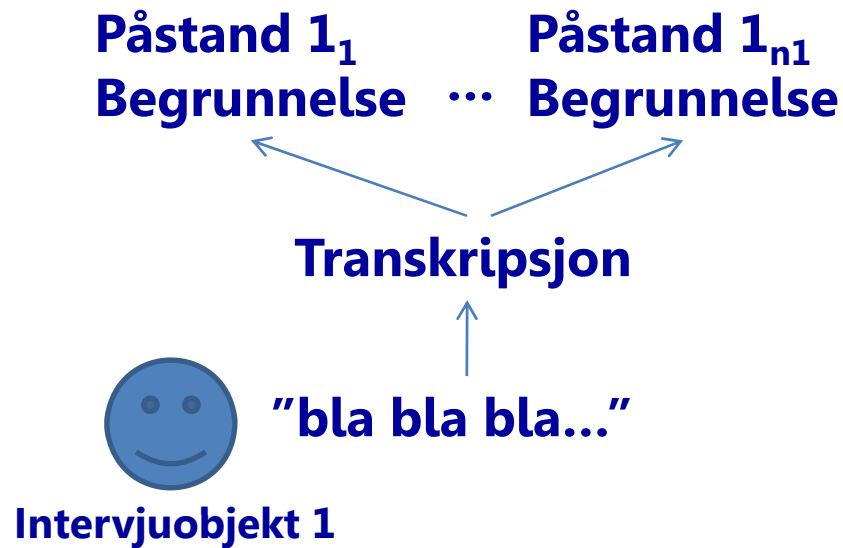 Påstand 1₁ Påstand 1ₙ₁
Begrunnelse ... Begrunnelse
Transkripsjon
”bla bla bla...”
Intervjuobjekt 1